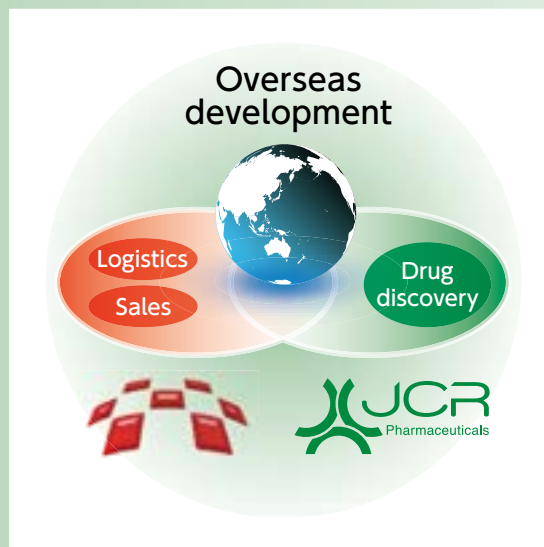 Overseas
development
Logistics
Sales
Drug
discovery
JCR
Pharmaceuticals